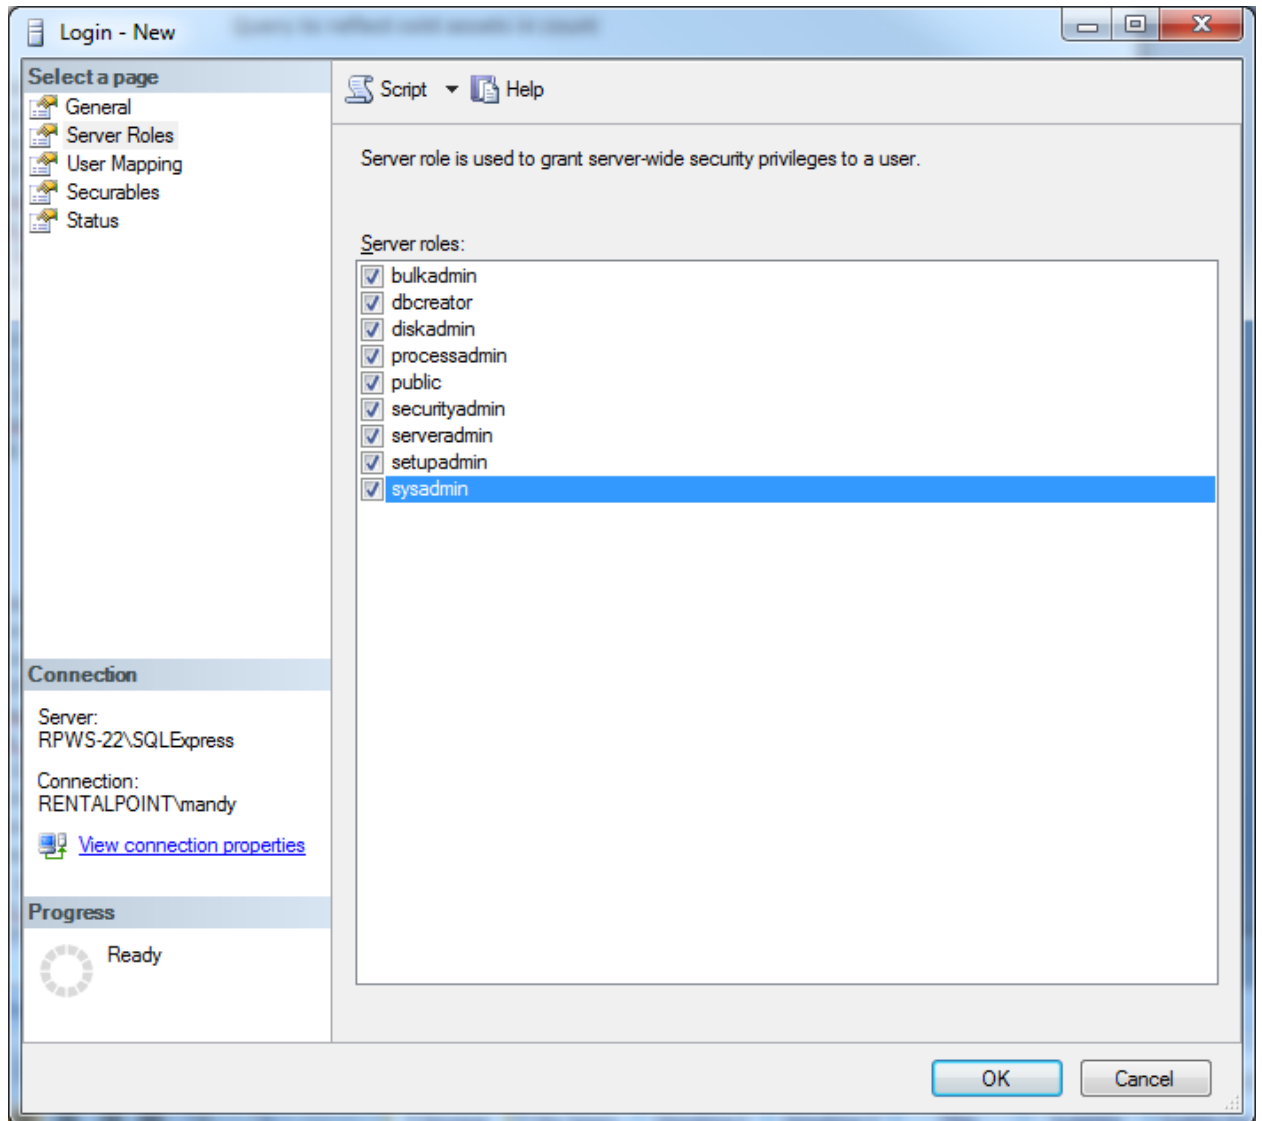 Login - New
Select a page
General
Server Roles
User Mapping
Securables
Status
Script Help
Server role is used to grant server-wide security privileges to a user.
Server roles:
bulkadmin
dbcreator
diskadmin
processadmin
public
securityadmin
serveradmin
setupadmin
sysadmin
Connection
Server:
RPWS-22\SQLExpress
Connection:
RENTALPOINT\mandy
View connection properties
Progress
Ready
OK Cancel